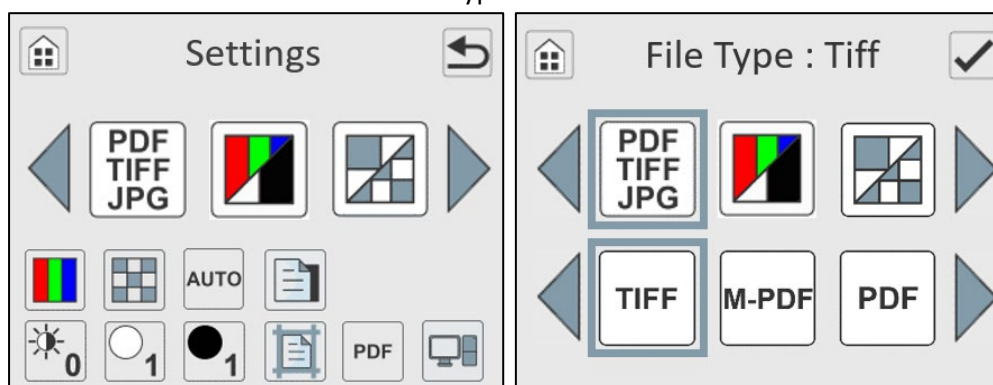 Settings
PDF
TIFF
JPG
AUTO
0
1
1
PDF
File Type : Tiff
PDF
TIFF
JPG
TIFF
M-PDF
PDF